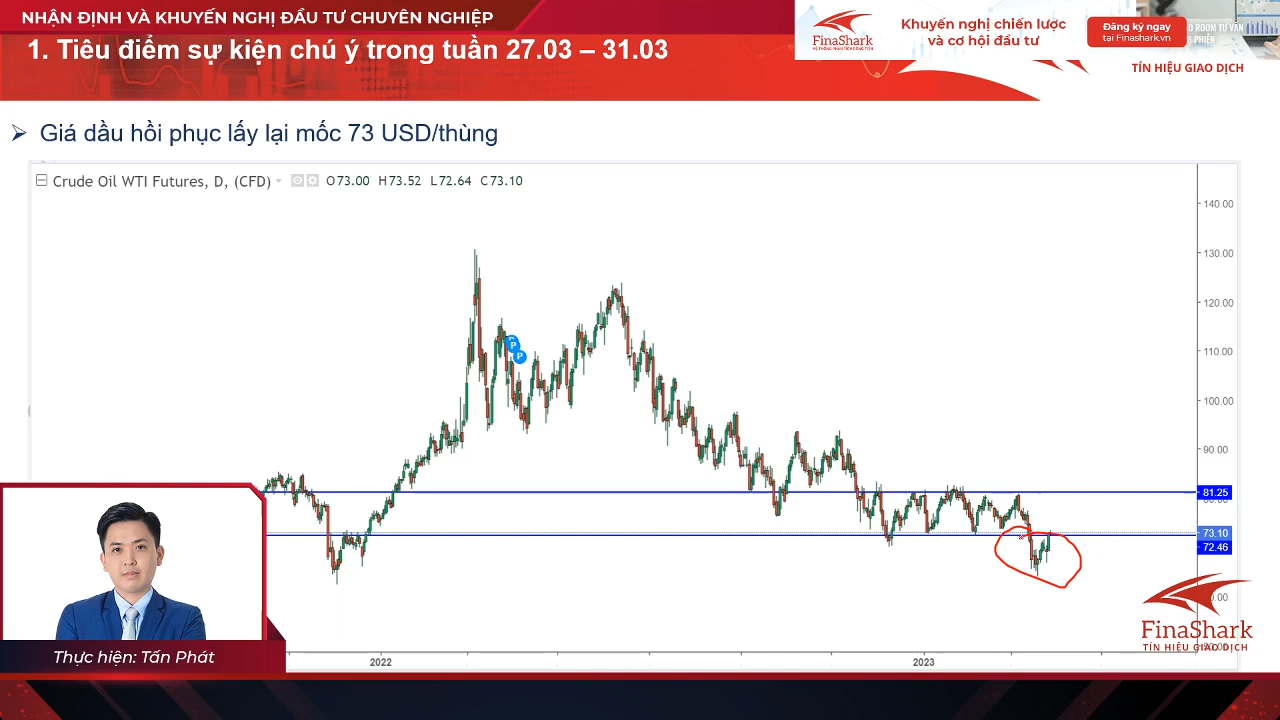 NHẬN ĐỊNH VÀ KHUYẾN NGHỊ ĐẦU TƯ CHUYÊN NGHIỆP
1. Tiêu điểm sự kiện chú ý trong tuần 27.03 – 31.03
FinaShark
Khuyến nghị chiến lược
và cơ hội đầu tư
Đăng ký ngay
tại Finashark.vn
TÍN HIỆU GIAO DỊCH
➢ Giá dầu hồi phục lấy lại mốc 73 USD/thùng
Crude Oil WTI Futures, D, (CFD) O73.00 H73.52 L72.64 C73.10
140.00
130.00
120.00
110.00
100.00
90.00
81.25
73.10
72.46
P
P
2022
2023
FinaShark
TÍN HIỆU GIAO DỊCH
Thực hiện: Tấn Phát